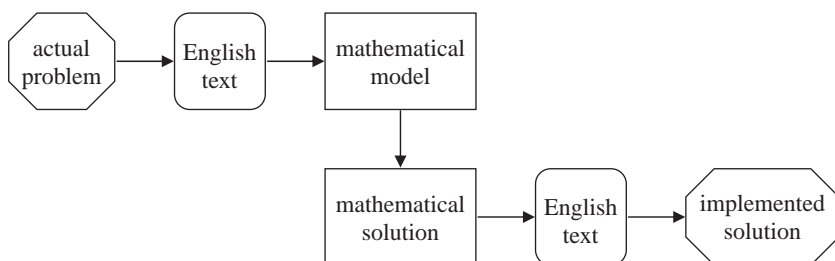 actual
problem
English
text
mathematical
model
mathematical
solution
English
text
implemented
solution